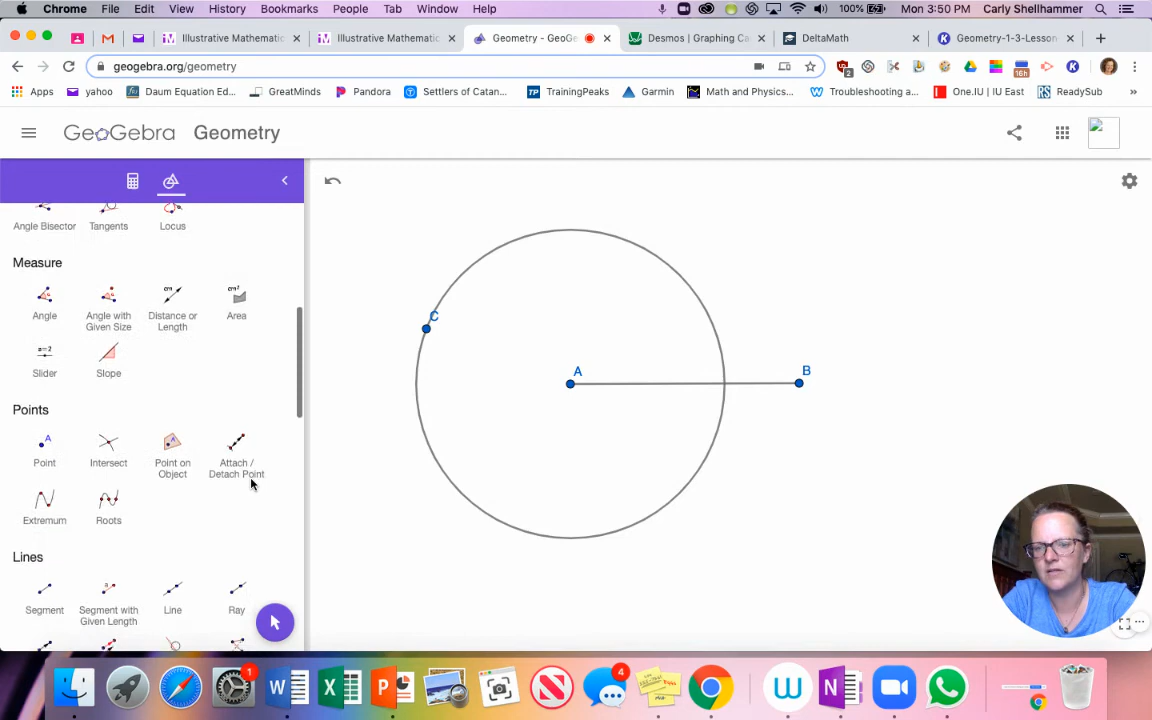 Chrome File Edit View History Bookmarks People Tab Window Help 100% Mon 3:50 PM Carly Shellhammer
Illustrative Mathematic × Illustrative Mathematic × Geometry - GeoGe × Desmos | Graphing Ca × DeltaMath × Geometry-1-3-Lesson × +
geogebra.org/geometry 2 16h
Apps yahoo Daum Equation Ed... GreatMinds Pandora Settlers of Catan... TrainingPeaks Garmin Math and Physics... Troubleshooting a... One.IU | IU East ReadySub »
GeoGebra Geometry
Angle Bisector Tangents Locus
Measure
Angle Angle with Given Size Distance or Length Area
Slider Slope
Points
Point Intersect Point on Object Attach / Detach Point
Extremum Roots
Lines
Segment Segment with Given Length Line Ray
C
A
B
1 4